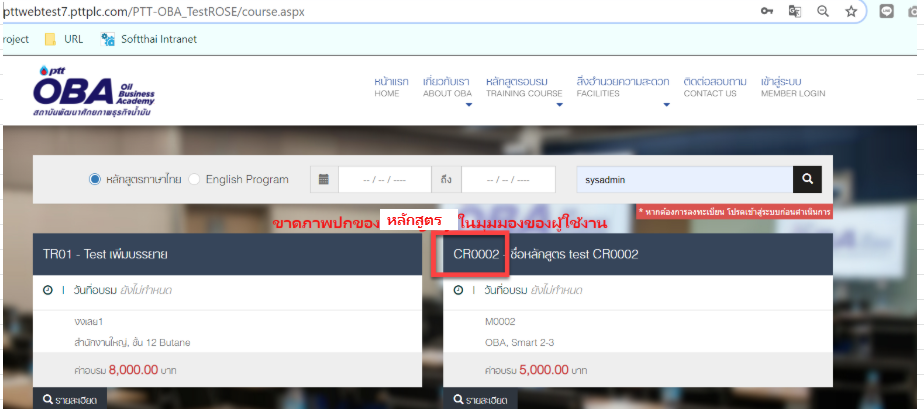 pttwebtest7.pttplc.com/PTT-OBA_TestROSE/course.aspx
roject URL Softthai Intranet
ptt
OBA Oil Business Academy
สถาบันพัฒนาศักยภาพธุรกิจน้ำมัน
หน้าแรก เกี่ยวกับเรา หลักสูตรอบรม สิ่งอำนวยความสะดวก ติดต่อสอบถาม เข้าสู่ระบบ
HOME ABOUT OBA TRAINING COURSE FACILITIES CONTACT US MEMBER LOGIN
หลักสูตรภาษาไทย English Program -- / -- / ---- ถึง -- / -- / ---- sysadmin
* หากต้องการลงทะเบียน โปรดเข้าสู่ระบบก่อนดำเนินการ
ขาดภาพปกของ หลักสูตร ในมุมมองของผู้ใช้งาน
TR01 - Test เพิ่มบรรยาย
วันที่อบรม ยังไม่กำหนด
งงเลน1
สำนักงานใหญ่, ชั้น 12 Butane
ค่าอบรม 8,000.00 บาท
รายละเอียด
CR0002 - ชื่อหลักสูตร test CR0002
วันที่อบรม ยังไม่กำหนด
M0002
OBA, Smart 2-3
ค่าอบรม 5,000.00 บาท
รายละเอียด